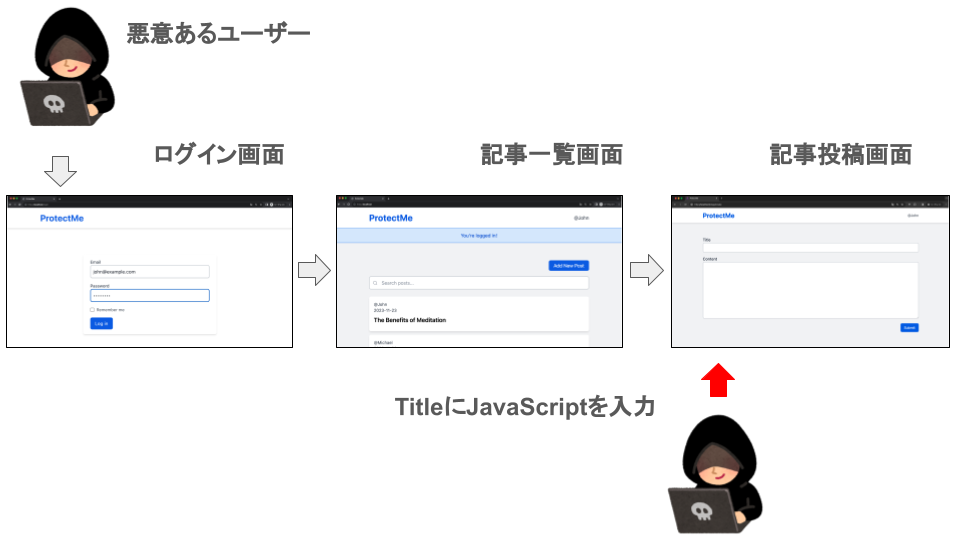 悪意あるユーザー
ログイン画面
記事一覧画面
記事投稿画面
ProtectMe
Email
Password
Remember me
Log in
ProtectMe
@John
You're logged in!
Add New Post
Search posts...
@John
2023-11-23
The Benefits of Meditation
@Michael
ProtectMe
@John
Title
Content
Submit
TitleにJavaScriptを入力